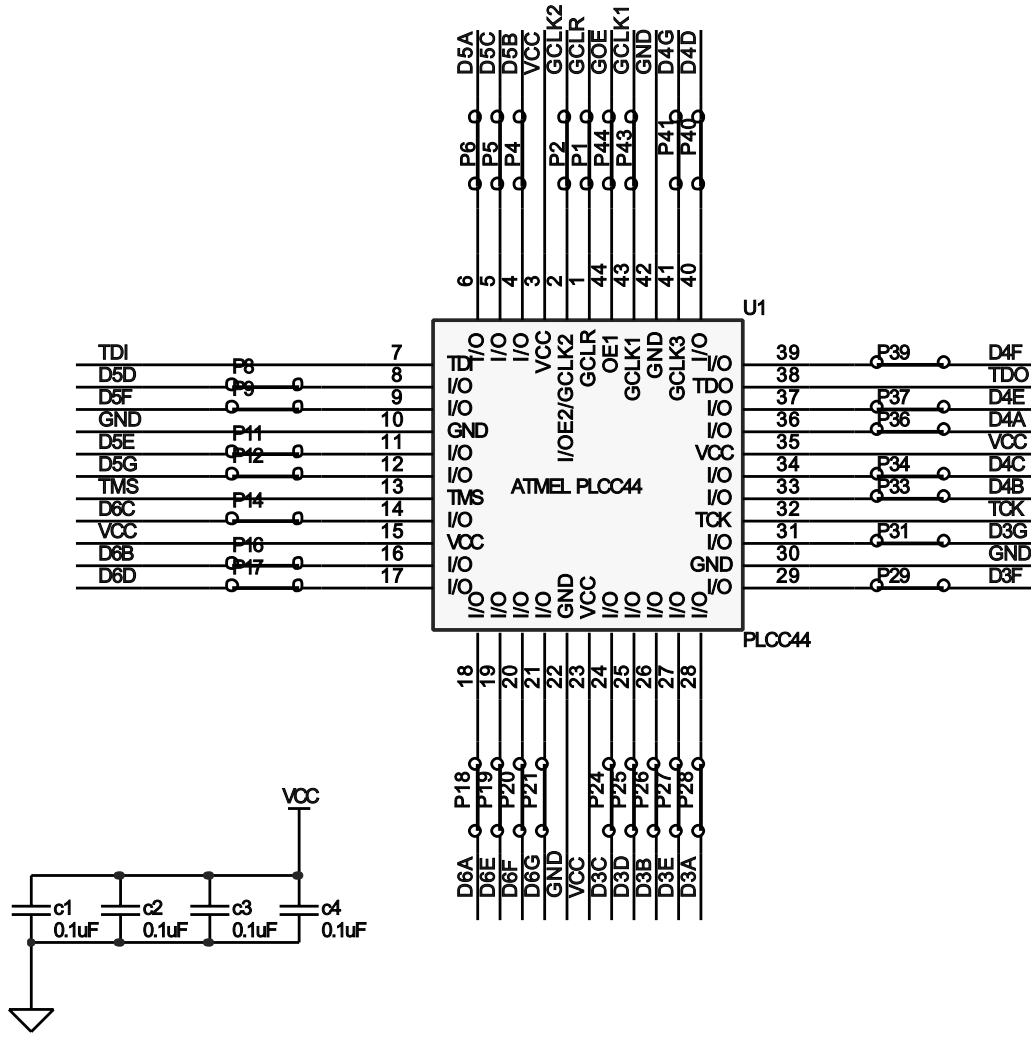 D5A
D5C
D5B
VCC
GCLK2
GCLR
GOE
GCLK1
GND
D4G
D4D
P6
P5
P4
P2
P1
P44
P43
P41
P40
6
5
4
3
2
1
44
43
42
41
40
U1
I/O
I/O
I/O
VCC
I/OE2/GCLK2
GCLR
OE1
GCLK1
GND
GCLK3
I/O
TDI 7 TDI
D5D P8 8 I/O
D5F P9 9 I/O
GND 10 GND
D5E P11 11 I/O
D5G P12 12 I/O
TMS 13 TMS
D6C P14 14 I/O
VCC 15 VCC
D6B P16 16 I/O
D6D P17 17 I/O
ATMEL PLCC44
I/O 39 P39 D4F
TDO 38 TDO
I/O 37 P37 D4E
I/O 36 P36 D4A
VCC 35 VCC
I/O 34 P34 D4C
I/O 33 P33 D4B
TCK 32 TCK
I/O 31 P31 D3G
GND 30 GND
I/O 29 P29 D3F
I/O
I/O
I/O
I/O
GND
VCC
I/O
I/O
I/O
I/O
I/O
PLCC44
18
19
20
21
22
23
24
25
26
27
28
P18
P19
P20
P21
P24
P25
P26
P27
P28
D6A
D6E
D6F
D6G
GND
VCC
D3C
D3D
D3B
D3E
D3A
VCC
c1
0.1uF
c2
0.1uF
c3
0.1uF
c4
0.1uF